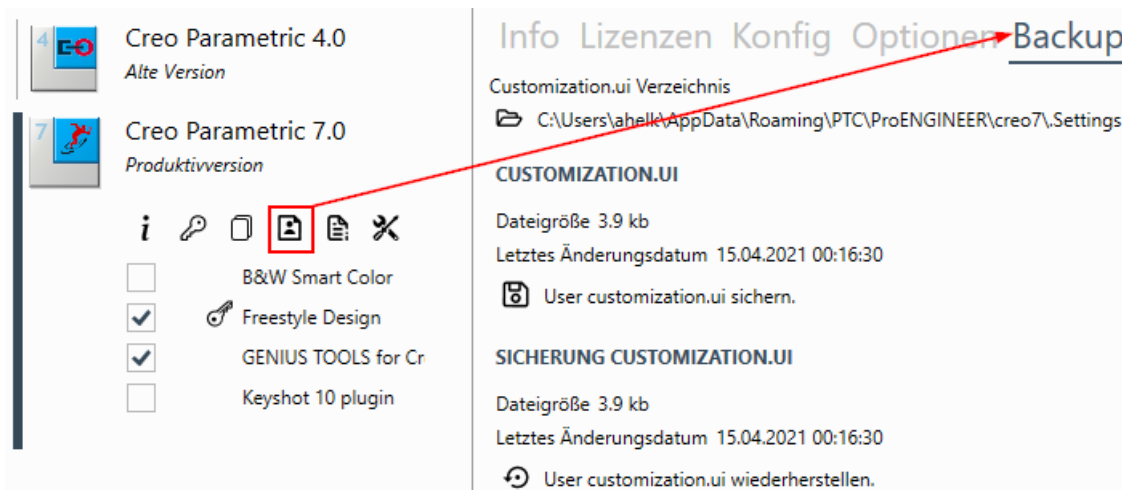 4
Creo Parametric 4.0
Alte Version
7
Creo Parametric 7.0
Produktivversion
i
B&W Smart Color
Freestyle Design
GENIUS TOOLS for Cr
Keyshot 10 plugin
Info Lizenzen Konfig Optionen Backup
Customization.ui Verzeichnis
C:\Users\ahelk\AppData\Roaming\PTC\ProENGINEER\creo7\.Settings
CUSTOMIZATION.UI
Dateigröße 3.9 kb
Letztes Änderungsdatum 15.04.2021 00:16:30
User customization.ui sichern.
SICHERUNG CUSTOMIZATION.UI
Dateigröße 3.9 kb
Letztes Änderungsdatum 15.04.2021 00:16:30
User customization.ui wiederherstellen.